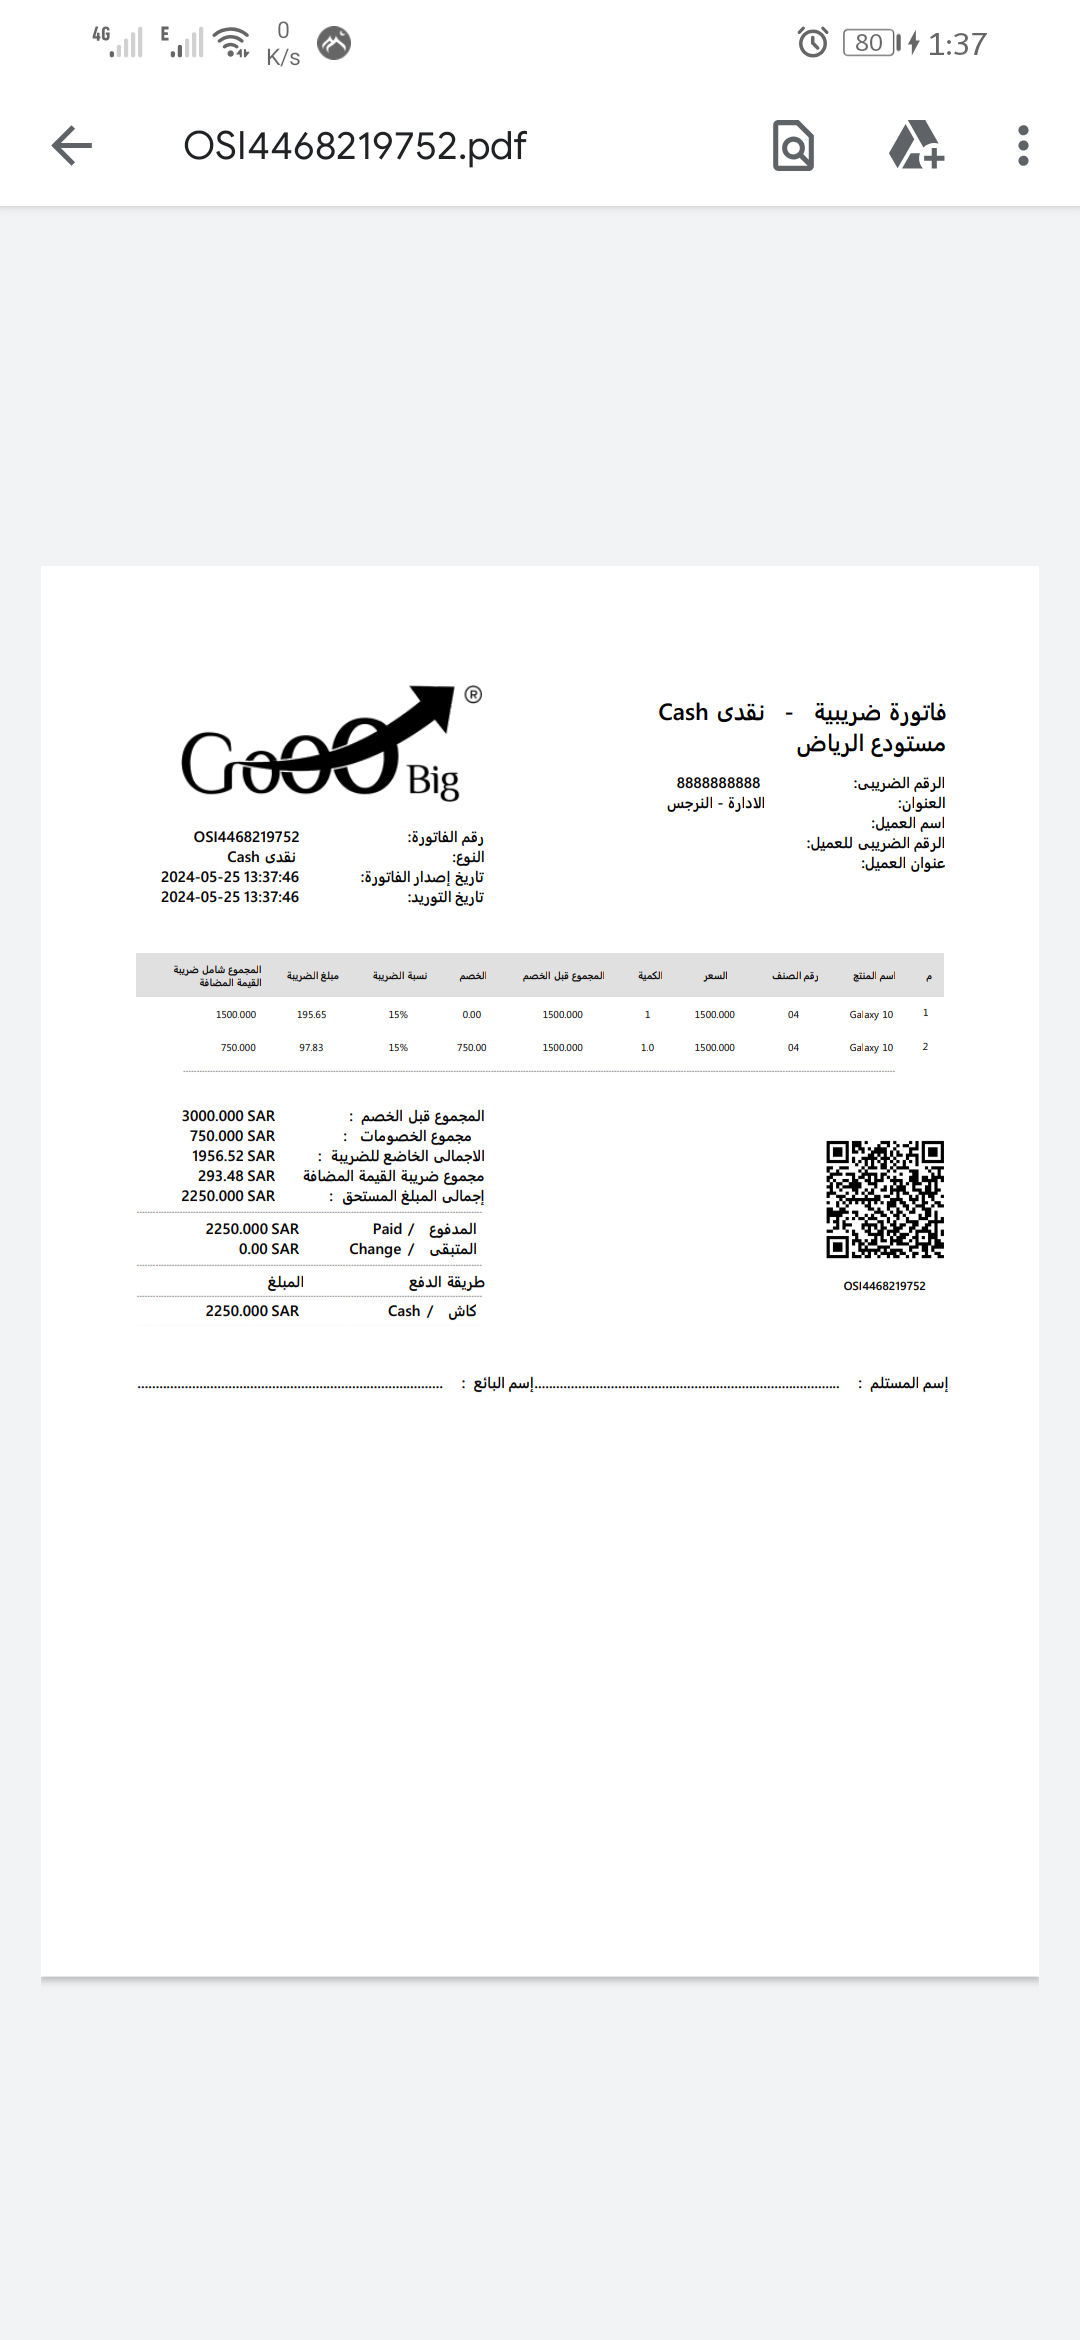 4G E 0 K/s 80 1:37
OSI4468219752.pdf
GoOO Big ®
فاتورة ضريبية - نقدى Cash
مستودع الرياض
الرقم الضريبى: 8888888888
العنوان: الادارة - النرجس
اسم العميل:
الرقم الضريبى للعميل:
عنوان العميل:
رقم الفاتورة: OSI4468219752
النوع: نقدى Cash
تاريخ إصدار الفاتورة: 2024-05-25 13:37:46
تاريخ التوريد: 2024-05-25 13:37:46
م اسم المنتج رقم الصنف السعر الكمية المجموع قبل الخصم الخصم نسبة الضريبة مبلغ الضريبة المجموع شامل ضريبة القيمة المضافة
1 Galaxy 10 04 1500.000 1 1500.000 0.00 15% 195.65 1500.000
2 Galaxy 10 04 1500.000 1.0 1500.000 750.00 15% 97.83 750.000
المجموع قبل الخصم : 3000.000 SAR
مجموع الخصومات : 750.000 SAR
الاجمالى الخاضع للضريبة : 1956.52 SAR
مجموع ضريبة القيمة المضافة 293.48 SAR
إجمالى المبلغ المستحق : 2250.000 SAR
المدفوع / Paid 2250.000 SAR
المتبقى / Change 0.00 SAR
طريقة الدفع المبلغ
كاش / Cash 2250.000 SAR
OSI4468219752
إسم المستلم : ........................ إسم البائع : ........................